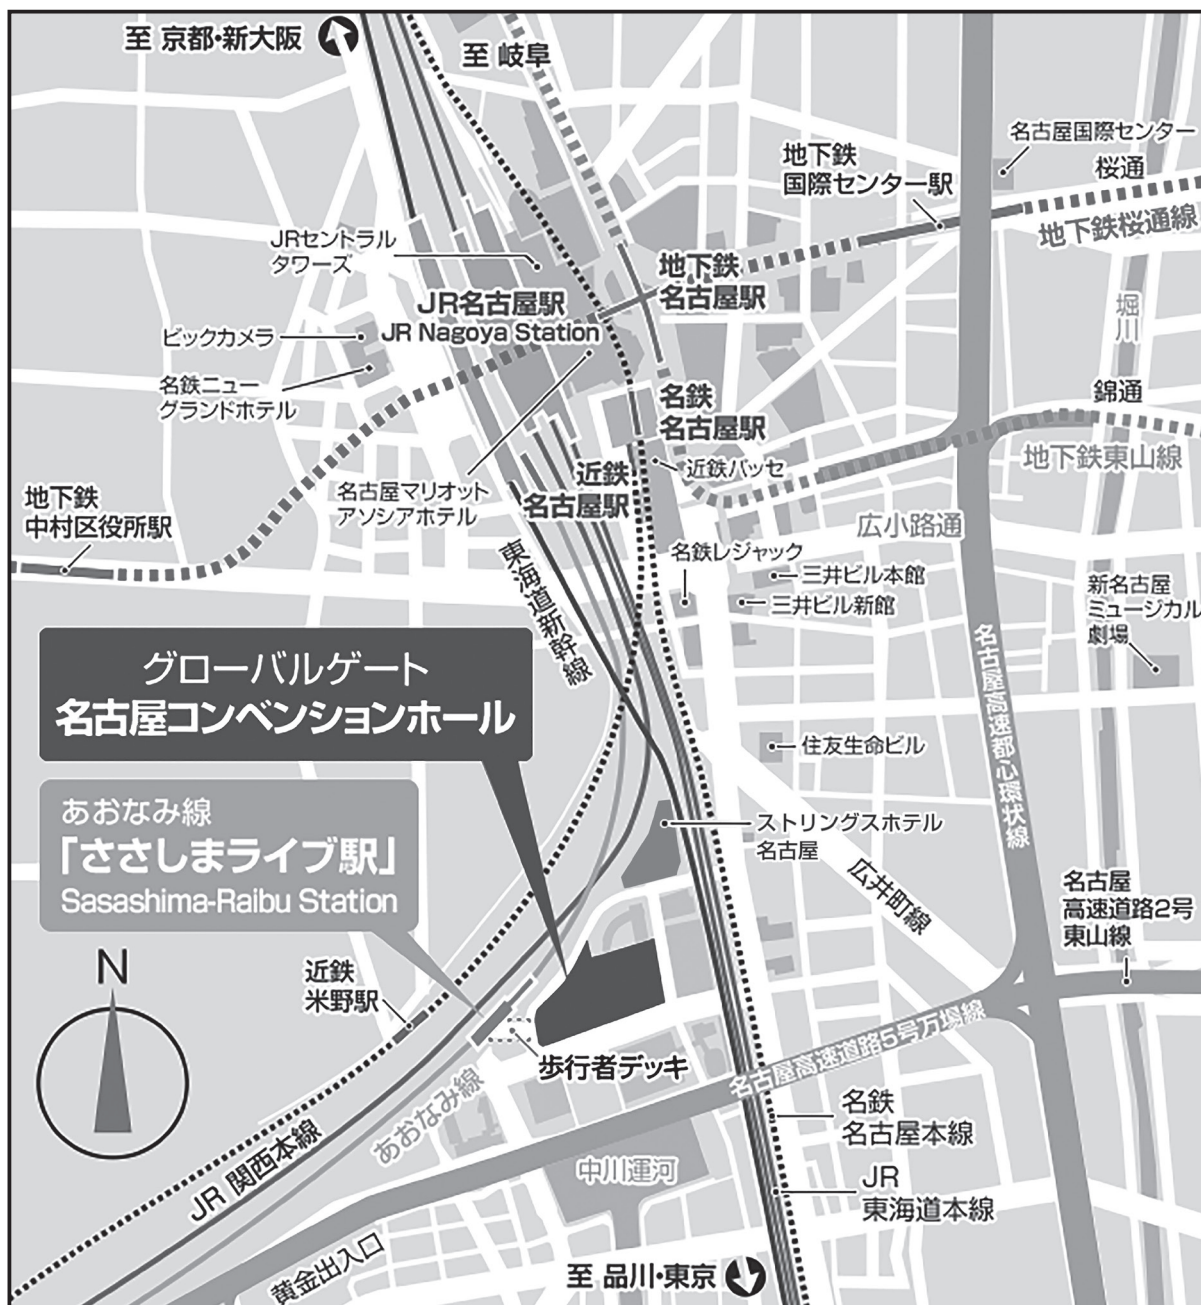 至 京都・新大阪
至 岐阜
名古屋国際センター
地下鉄
国際センター駅
桜通
地下鉄桜通線
JRセントラル
タワーズ
地下鉄
名古屋駅
JR名古屋駅
JR Nagoya Station
堀川
ビックカメラ
名鉄ニュー
グランドホテル
名鉄
名古屋駅
錦通
地下鉄東山線
近鉄パッセ
近鉄
名古屋駅
名古屋マリオット
アソシアホテル
地下鉄
中村区役所駅
広小路通
東海道新幹線
名鉄レジャック
三井ビル本館
三井ビル新館
新名古屋
ミュージカル
劇場
名古屋高速都心環状線
グローバルゲート
名古屋コンベンションホール
住友生命ビル
あおなみ線
「ささしまライブ駅」
Sasashima-Raibu Station
ストリングスホテル
名古屋
広井町線
名古屋
高速道路2号
東山線
N
近鉄
米野駅
歩行者デッキ
名古屋高速道路5号万場線
あおなみ線
JR 関西本線
名鉄
名古屋本線
中川運河
JR
東海道本線
黄金出入口
至 品川・東京